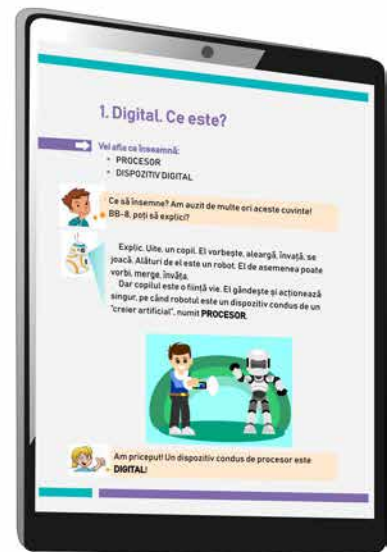 1. Digital. Ce este?
Vei afla ce înseamnă:
• PROCESOR
• DISPOZITIV DIGITAL
Ce să însemne? Am auzit de multe ori aceste cuvinte!
BB-8, poți să explici?
Explic. Uite, un copil. El vorbește, aleargă, învață, se
joacă. Alături de el este un robot. El de asemenea poate
vorbi, merge, învăța.
Dar copilul este o ființă vie. El gândește și acționează
singur, pe când robotul este un dispozitiv condus de un
"creier artificial", numit PROCESOR.
Am priceput! Un dispozitiv condus de procesor este
DIGITAL!